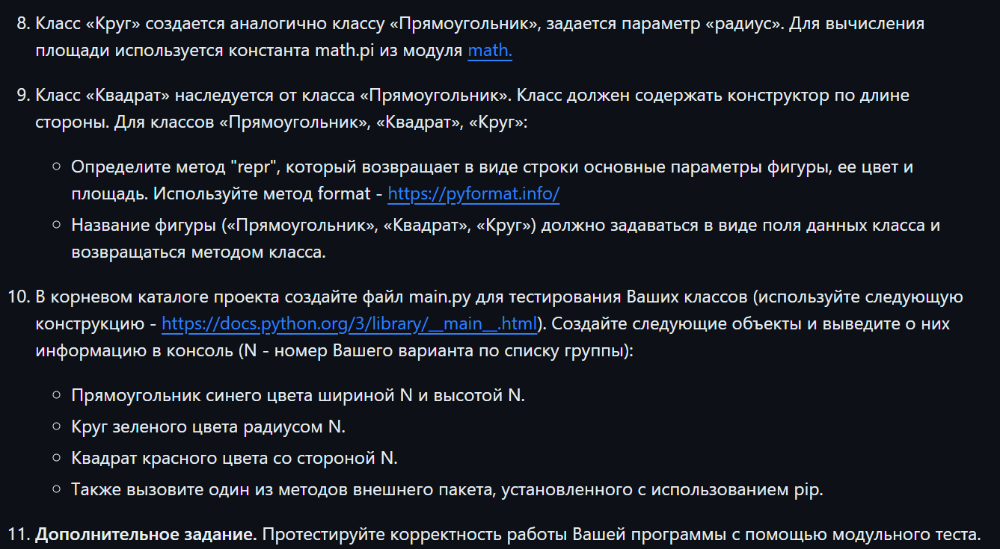 8. Класс «Круг» создается аналогично классу «Прямоугольник», задается параметр «радиус». Для вычисления
площади используется константа math.pi из модуля math.
9. Класс «Квадрат» наследуется от класса «Прямоугольник». Класс должен содержать конструктор по длине
стороны. Для классов «Прямоугольник», «Квадрат», «Круг»:
○ Определите метод "repr", который возвращает в виде строки основные параметры фигуры, ее цвет и
площадь. Используйте метод format - https://pyformat.info/
○ Название фигуры («Прямоугольник», «Квадрат», «Круг») должно задаваться в виде поля данных класса и
возвращаться методом класса.
10. В корневом каталоге проекта создайте файл main.py для тестирования Ваших классов (используйте следующую
конструкцию - https://docs.python.org/3/library/__main__.html). Создайте следующие объекты и выведите о них
информацию в консоль (N - номер Вашего варианта по списку группы):
○ Прямоугольник синего цвета шириной N и высотой N.
○ Круг зеленого цвета радиусом N.
○ Квадрат красного цвета со стороной N.
○ Также вызовите один из методов внешнего пакета, установленного с использованием pip.
11. Дополнительное задание. Протестируйте корректность работы Вашей программы с помощью модульного теста.